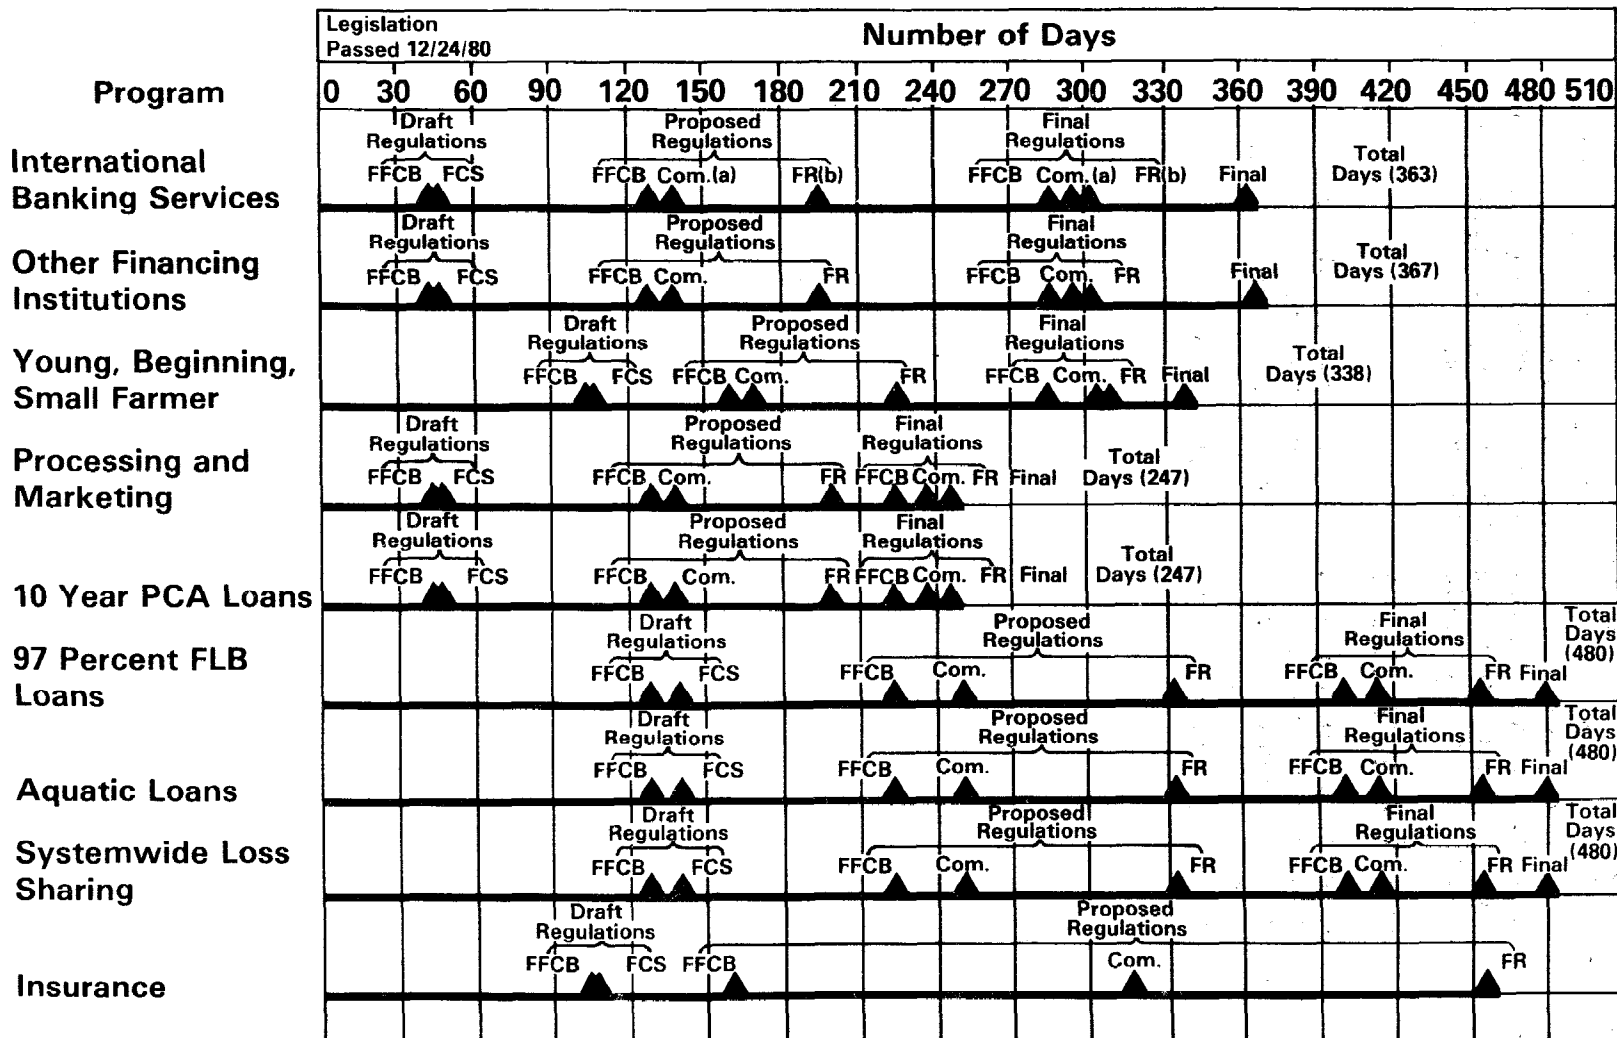 Legislation
Passed 12/24/80
Number of Days
Program
0 30 60 90 120 150 180 210 240 270 300 330 360 390 420 450 480 510
Draft Proposed Final
Regulations Regulations Regulations
International
Banking Services
FFCB FCS FFCB Com.(a) FR(b) FFCB Com.(a) FR(b) Final
Total
Days (363)
Draft Proposed Final
Regulations Regulations Regulations
Other Financing
Institutions
FFCB FCS FFCB Com. FR FFCB Com. FR Final
Total
Days (367)
Draft Proposed Final
Regulations Regulations Regulations
Young, Beginning,
Small Farmer
FFCB FCS FFCB Com. FR FFCB Com. FR Final
Total
Days (338)
Draft Proposed Final
Regulations Regulations Regulations
Processing and
Marketing
FFCB FCS FFCB Com. FR FFCB Com. FR Final
Total
Days (247)
Draft Proposed Final
Regulations Regulations Regulations
10 Year PCA Loans
FFCB FCS FFCB Com. FR FFCB Com. FR Final
Total
Days (247)
Draft Proposed Final
Regulations Regulations Regulations
97 Percent FLB
Loans
FFCB FCS FFCB Com. FR FFCB Com. FR Final
Total
Days
(480)
Draft Proposed Final
Regulations Regulations Regulations
Aquatic Loans
FFCB FCS FFCB Com. FR FFCB Com. FR Final
Total
Days
(480)
Draft Proposed Final
Regulations Regulations Regulations
Systemwide Loss
Sharing
FFCB FCS FFCB Com. FR FFCB Com. FR Final
Total
Days
(480)
Draft Proposed
Regulations Regulations
Insurance
FFCB FCS FFCB Com. FR